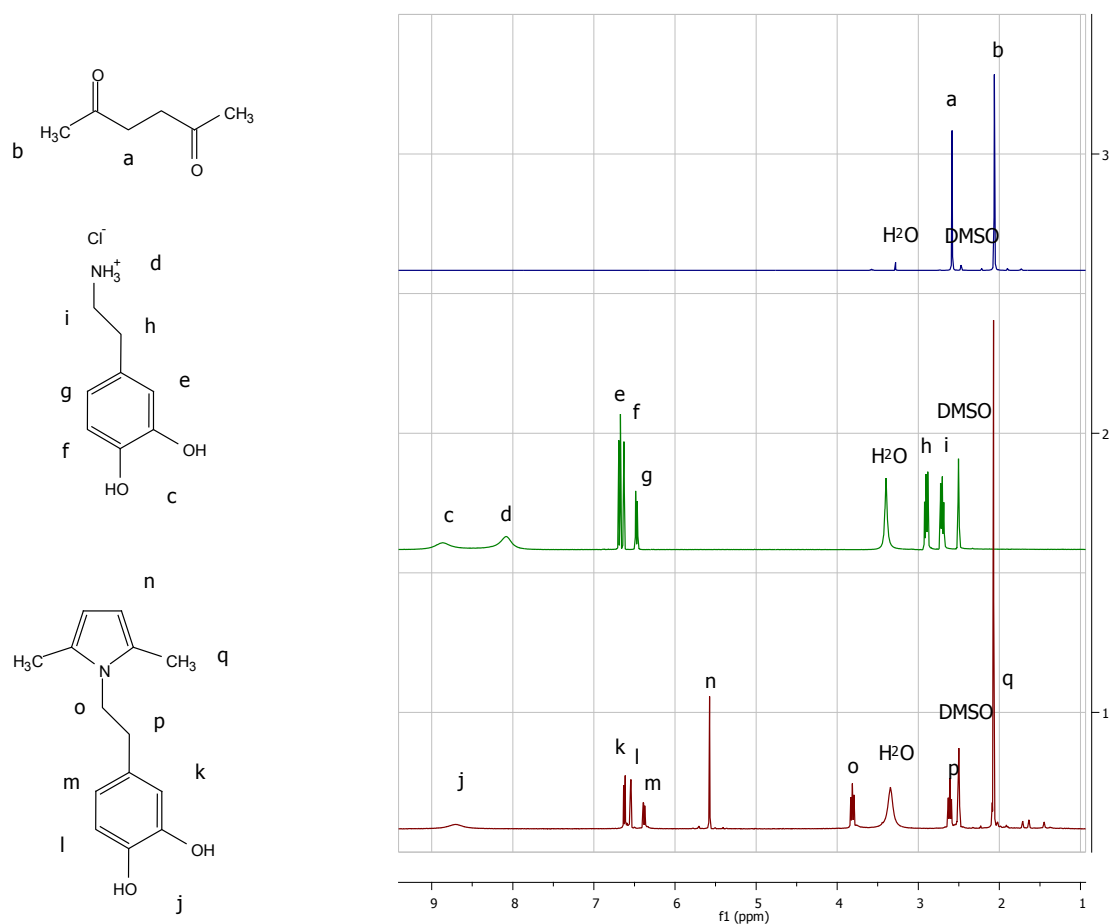 O
H₃C
CH₃
O
b
a
Cl⁻
NH₃⁺
d
i
h
g
e
f
OH
HO
c
n
H₃C
N
CH₃
q
o
p
m
k
l
OH
HO
j
b
a
H²O
DMSO
3
e
f
g
c
d
H²O
h
i
DMSO
2
n
k
l
m
j
o
H²O
p
DMSO
q
1
9 8 7 6 5 4 3 2 1
f1 (ppm)